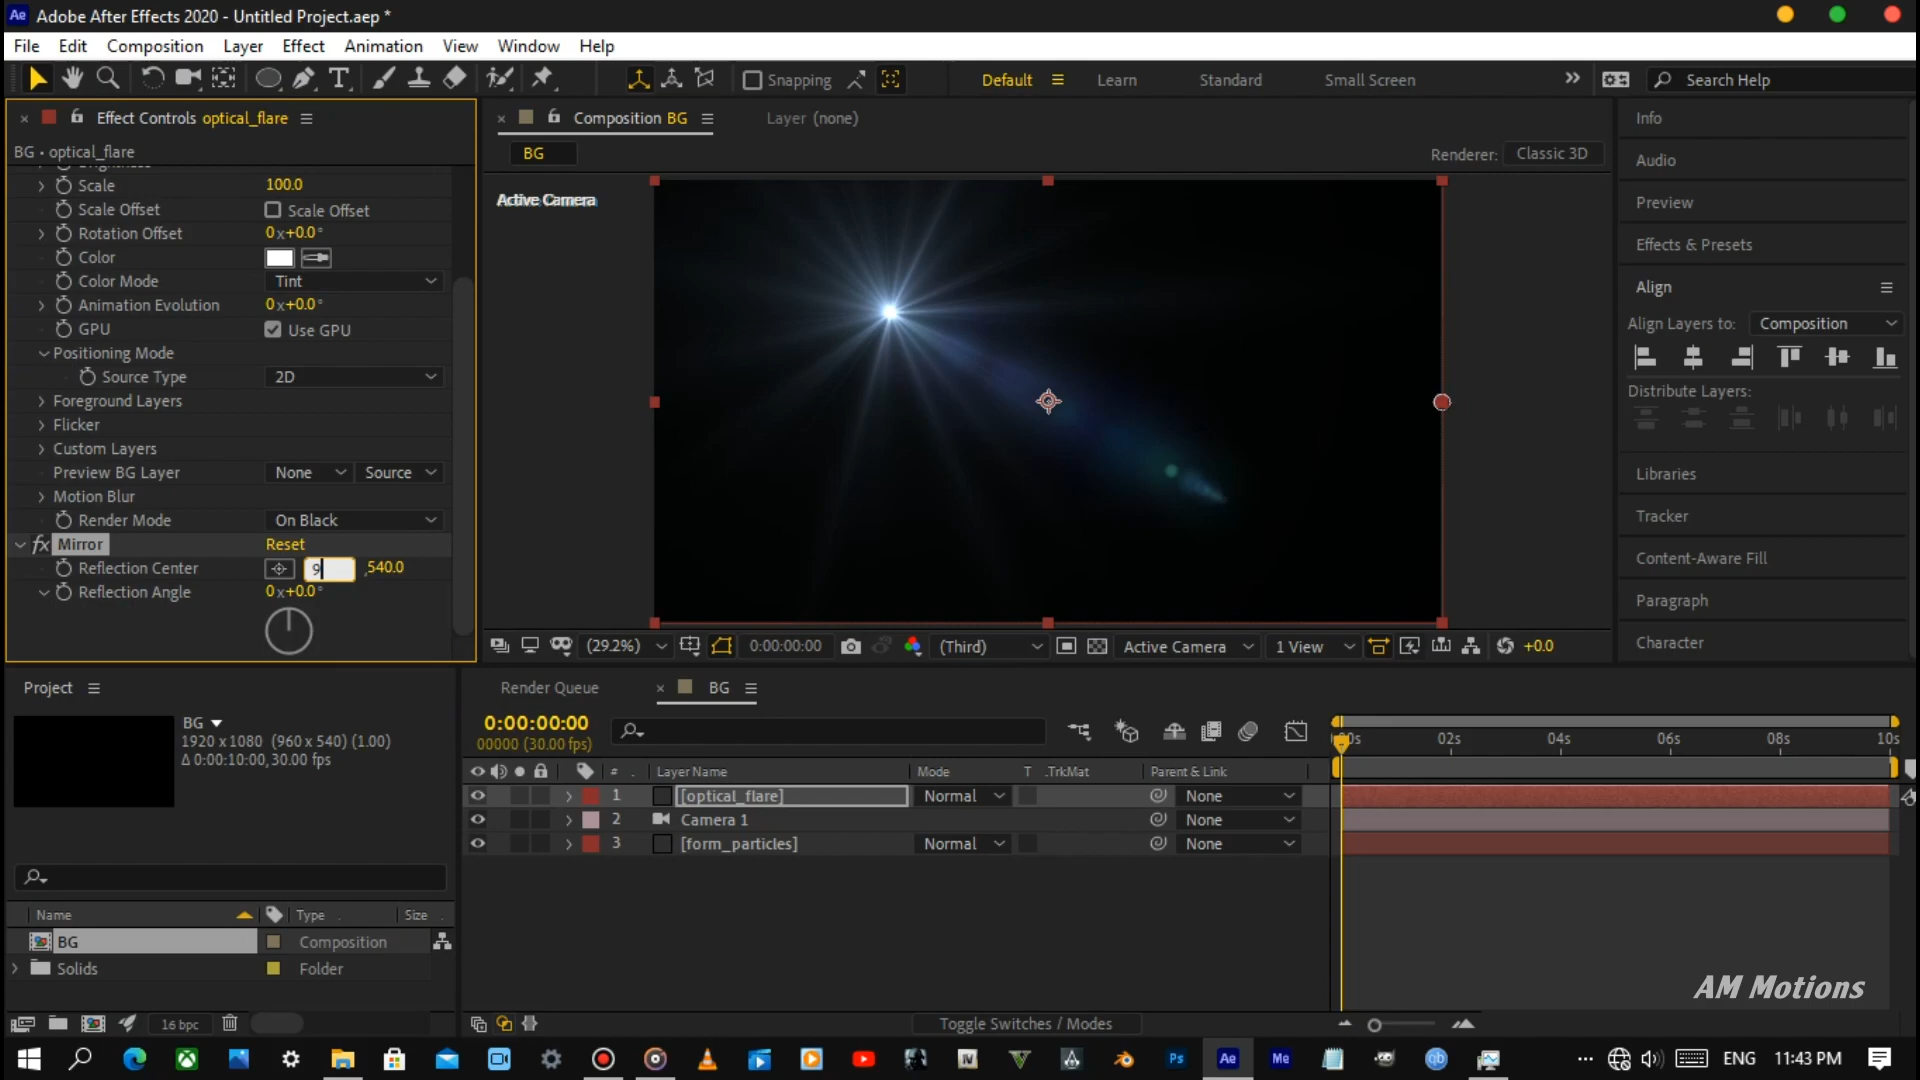 Ae Adobe After Effects 2020 - Untitled Project.aep *
File Edit Composition Layer Effect Animation View Window Help
Snapping Default Learn Standard Small Screen Search Help
Effect Controls optical_flare
BG • optical_flare
Scale 100.0
Scale Offset Scale Offset
Rotation Offset 0x+0.0°
Color
Color Mode Tint
Animation Evolution 0x+0.0°
GPU Use GPU
Positioning Mode
Source Type 2D
Foreground Layers
Flicker
Custom Layers
Preview BG Layer None Source
Motion Blur
Render Mode On Black
fx Mirror Reset
Reflection Center 9 ,540.0
Reflection Angle 0x+0.0°
Composition BG Layer (none)
BG Renderer: Classic 3D
Active Camera
(29.2%) 0:00:00:00 (Third) Active Camera 1 View +0.0
Info
Audio
Preview
Effects & Presets
Align
Align Layers to: Composition
Distribute Layers:
Libraries
Tracker
Content-Aware Fill
Paragraph
Character
Project
BG
1920 x 1080 (960 x 540) (1.00)
Δ 0:00:10:00, 30.00 fps
Name Type Size
BG Composition
Solids Folder
16 bpc
Render Queue BG
0:00:00:00
00000 (30.00 fps)
02s 04s 06s 08s 10s
# Layer Name Mode T .TrkMat Parent & Link
1 [optical_flare] Normal None
2 Camera 1 None
3 [form_particles] Normal None
Toggle Switches / Modes
AM Motions
Ps Ae Me qb ENG 11:43 PM